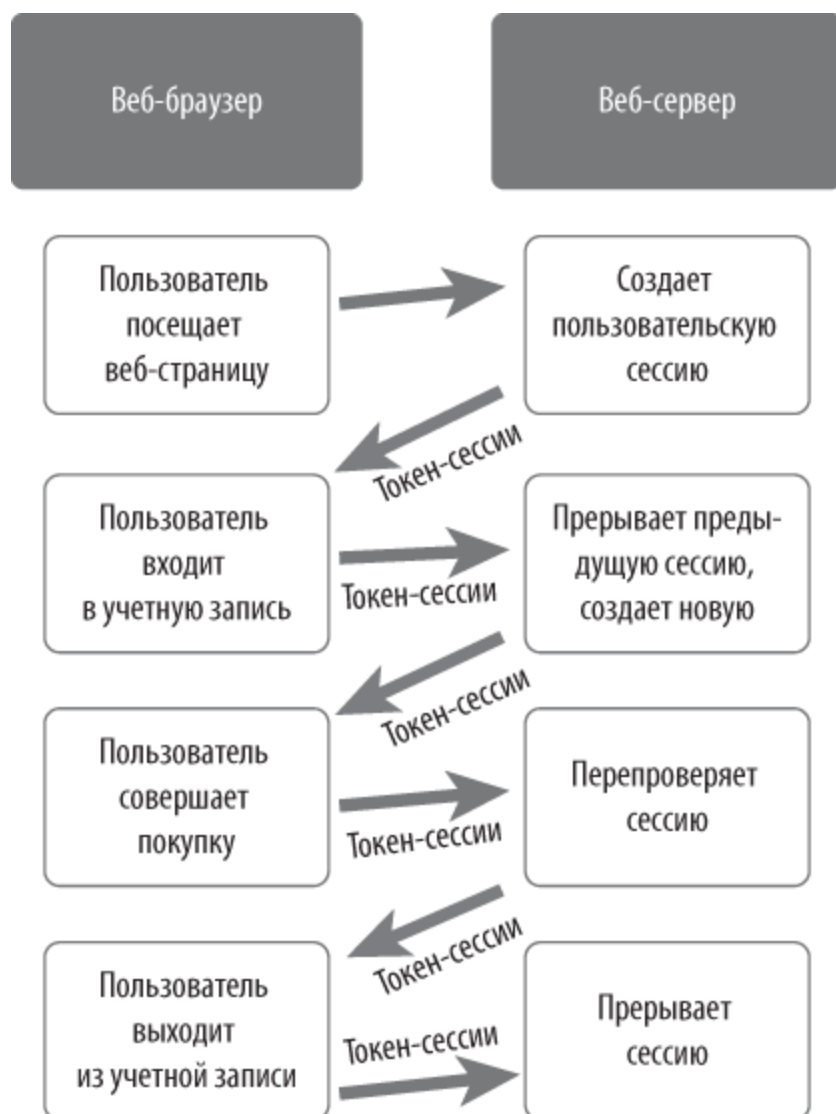 Веб-браузер
Веб-сервер
Пользователь
посещает
веб-страницу
Создает
пользовательскую
сессию
Токен-сессии
Пользователь
входит
в учетную запись
Токен-сессии
Прерывает преды-
дущую сессию,
создает новую
Токен-сессии
Пользователь
совершает
покупку
Токен-сессии
Перепроверяет
сессию
Токен-сессии
Пользователь
выходит
из учетной записи
Токен-сессии
Прерывает
сессию